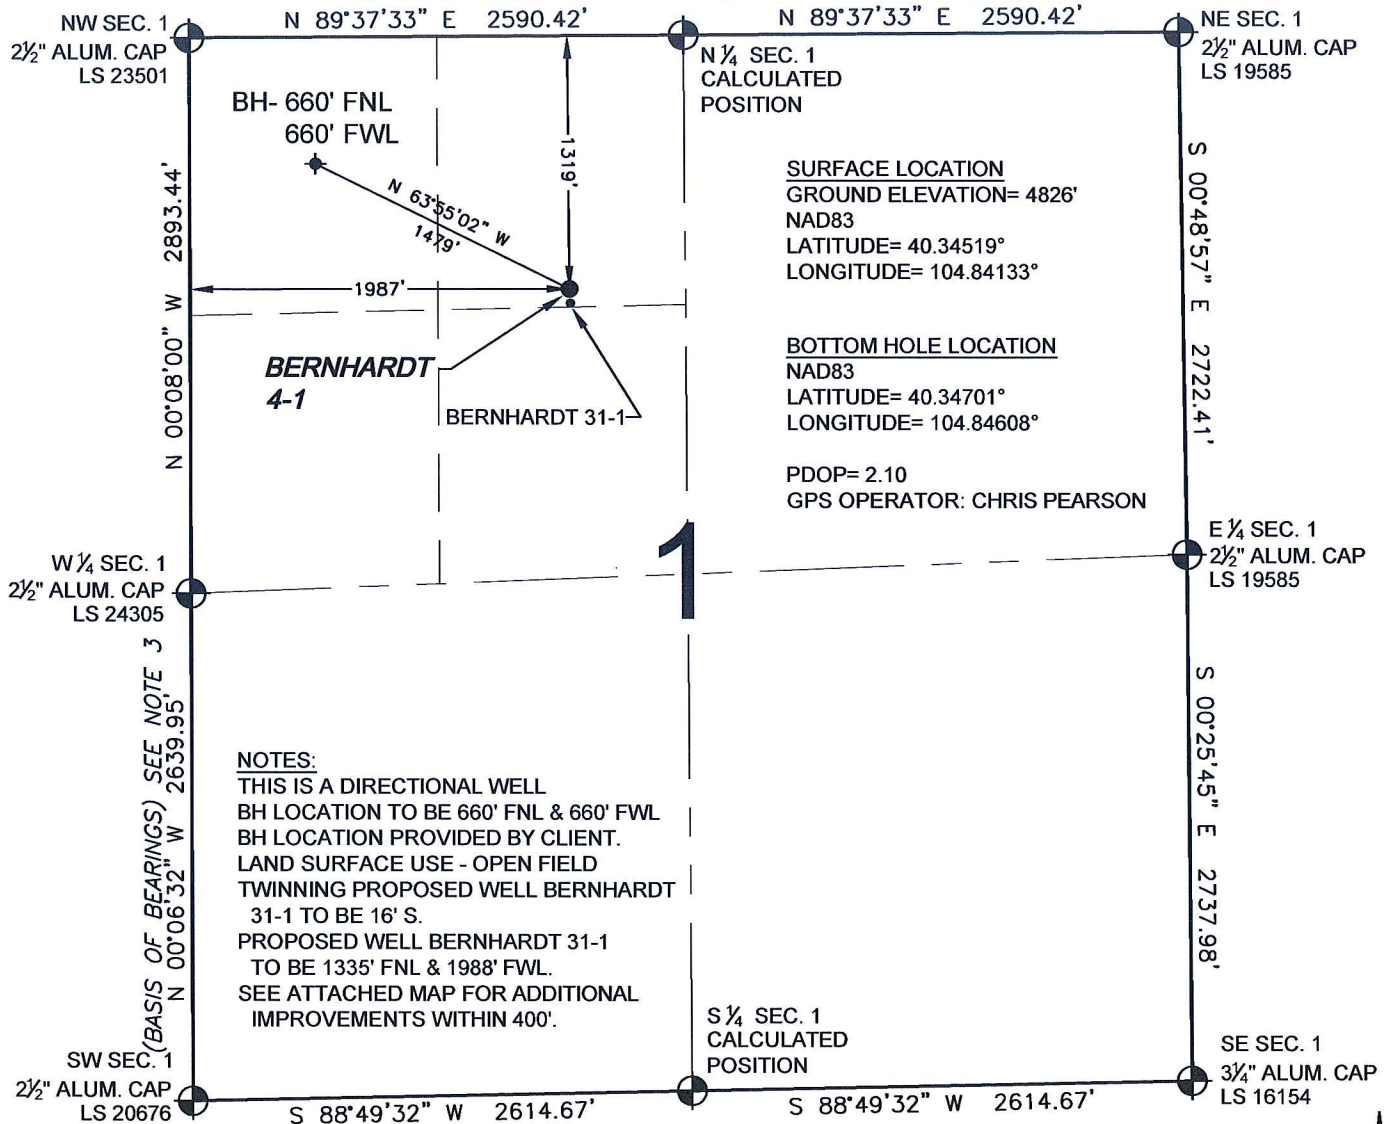 N 89°37'33" E 2590.42'
N 89°37'33" E 2590.42'
NW SEC. 1
2½" ALUM. CAP
LS 23501
N ¼ SEC. 1
CALCULATED
POSITION
NE SEC. 1
2½" ALUM. CAP
LS 19585
BH- 660' FNL
660' FWL
1319'
N 63°55'02" W
1479'
1987'
N 00°08'00" W 2893.44'
SURFACE LOCATION
GROUND ELEVATION= 4826'
NAD83
LATITUDE= 40.34519°
LONGITUDE= 104.84133°
S 00°48'57" E 2722.41'
BERNHARDT
4-1
BERNHARDT 31-1
BOTTOM HOLE LOCATION
NAD83
LATITUDE= 40.34701°
LONGITUDE= 104.84608°
PDOP= 2.10
GPS OPERATOR: CHRIS PEARSON
W ¼ SEC. 1
2½" ALUM. CAP
LS 24305
1
E ¼ SEC. 1
2½" ALUM. CAP
LS 19585
(BASIS OF BEARINGS) SEE NOTE 3
N 00°06'32" W 2639.95'
S 00°25'45" E 2737.98'
NOTES:
THIS IS A DIRECTIONAL WELL
BH LOCATION TO BE 660' FNL & 660' FWL
BH LOCATION PROVIDED BY CLIENT.
LAND SURFACE USE - OPEN FIELD
TWINNING PROPOSED WELL BERNHARDT
31-1 TO BE 16' S.
PROPOSED WELL BERNHARDT 31-1
TO BE 1335' FNL & 1988' FWL.
SEE ATTACHED MAP FOR ADDITIONAL
IMPROVEMENTS WITHIN 400'.
SW SEC. 1
2½" ALUM. CAP
LS 20676
S ¼ SEC. 1
CALCULATED
POSITION
SE SEC. 1
3¼" ALUM. CAP
LS 16154
S 88°49'32" W 2614.67'
S 88°49'32" W 2614.67'